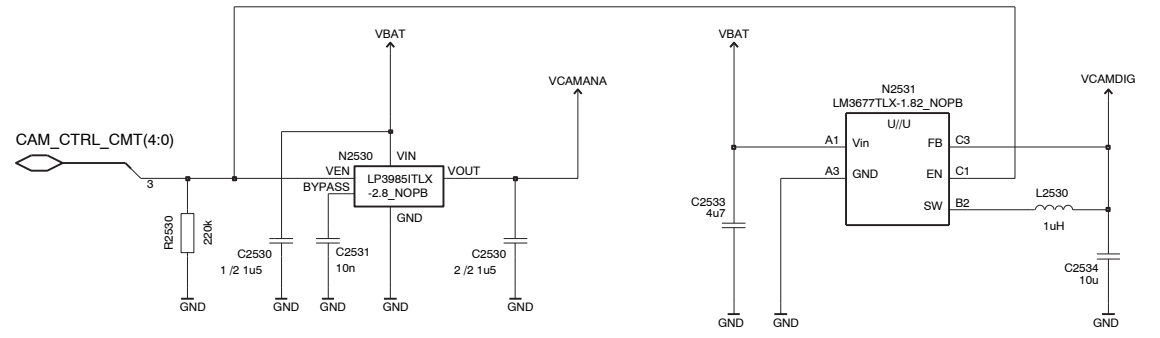 VBAT
VCAMANA
CAM_CTRL_CMT(4:0)
3
R2530
220k
GND
N2530
VIN
VEN
BYPASS
LP3985ITLX
-2.8_NOPB
VOUT
GND
C2530
1 /2 1u5
GND
C2531
10n
GND
GND
C2530
2 /2 1u5
GND
VBAT
N2531
LM3677TLX-1.82_NOPB
U//U
A1
Vin
FB
C3
A3
GND
EN
C1
SW
B2
C2533
4u7
GND
GND
VCAMDIG
L2530
1uH
C2534
10u
GND